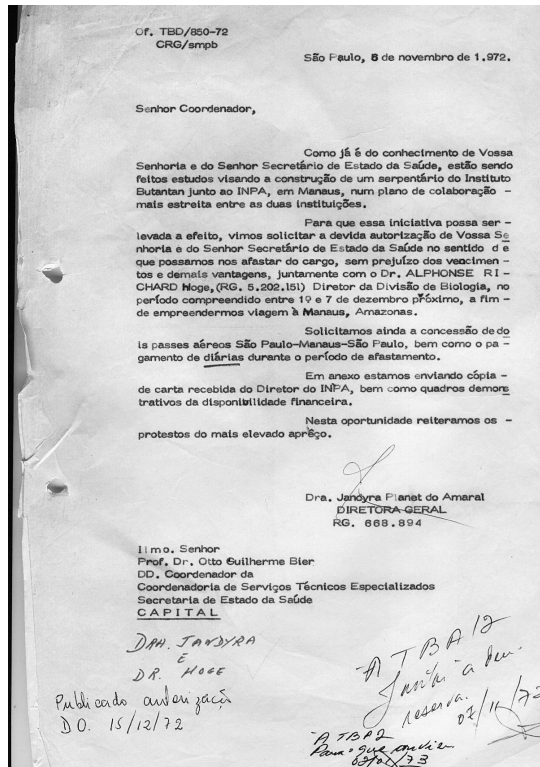 Of. TBD/850-72
CRG/smpb
São Paulo, 8 de novembro de 1.972.
Senhor Coordenador,
Como já é do conhecimento de Vossa
Senhoria e do Senhor Secretário de Estado da Saúde, estão sendo
feitos estudos visando a construção de um serpentário do Instituto
Butantan junto ao INPA, em Manaus, num plano de colaboração -
mais estreita entre as duas instituições.
Para que essa iniciativa possa ser -
levada a efeito, vimos solicitar a devida autorização de Vossa Se
nhoria e do Senhor Secretário de Estado da Saúde no sentido d e
que possamos nos afastar do cargo, sem prejuízo dos vencimen -
tos e demais vantagens, juntamente com o Dr. ALPHONSE RI -
CHARD Hoge,(RG. 5.202.151) Diretor da Divisão de Biologia, no
período compreendido entre 1º e 7 de dezembro próximo, a fim -
de empreendermos viagem à Manaus, Amazonas.
Solicitamos ainda a concessão de do
is passes aéreos São Paulo-Manaus-São Paulo, bem como o pa -
gamento de diárias durante o período de afastamento.
Em anexo estamos enviando cópia -
de carta recebida do Diretor do INPA, bem como quadros demons
trativos da disponibilidade financeira.
Nesta oportunidade reiteramos os -
protestos do mais elevado aprêço.
Dra. Jandyra Planet do Amaral
DIRETORA GERAL
RG. 668.894
Ilmo. Senhor
Prof. Dr. Otto Guilherme Bier
DD. Coordenador da
Coordenadoria de Serviços Técnicos Especializados
Secretaria de Estado da Saúde
CAPITAL
DRA. JANDYRA
E
DR. HOGE
Publicado autorização
D.O. 15/12/72
A TBA12
reserva.
07/11/72
A TBA2